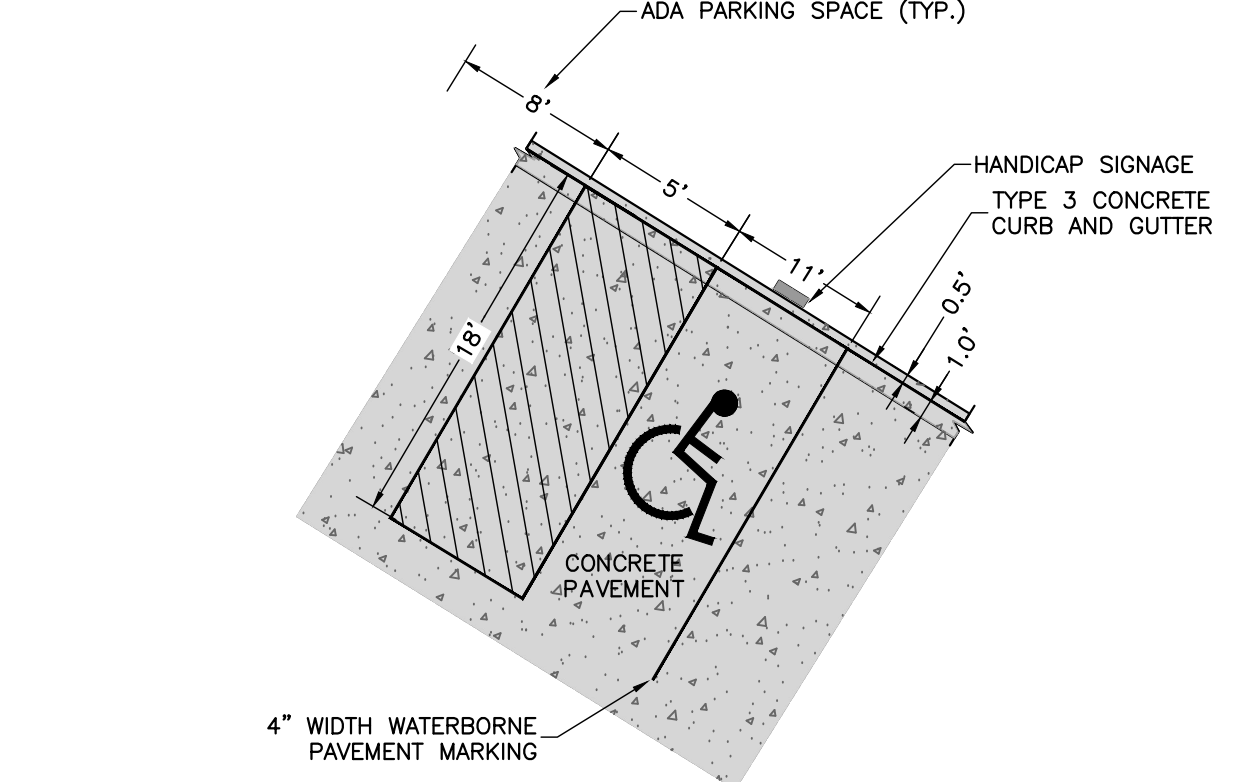 ADA PARKING SPACE (TYP.)
8'
HANDICAP SIGNAGE
5'
TYPE 3 CONCRETE
CURB AND GUTTER
11'
0.5'
1.0'
18'
CONCRETE
PAVEMENT
4" WIDTH WATERBORNE
PAVEMENT MARKING